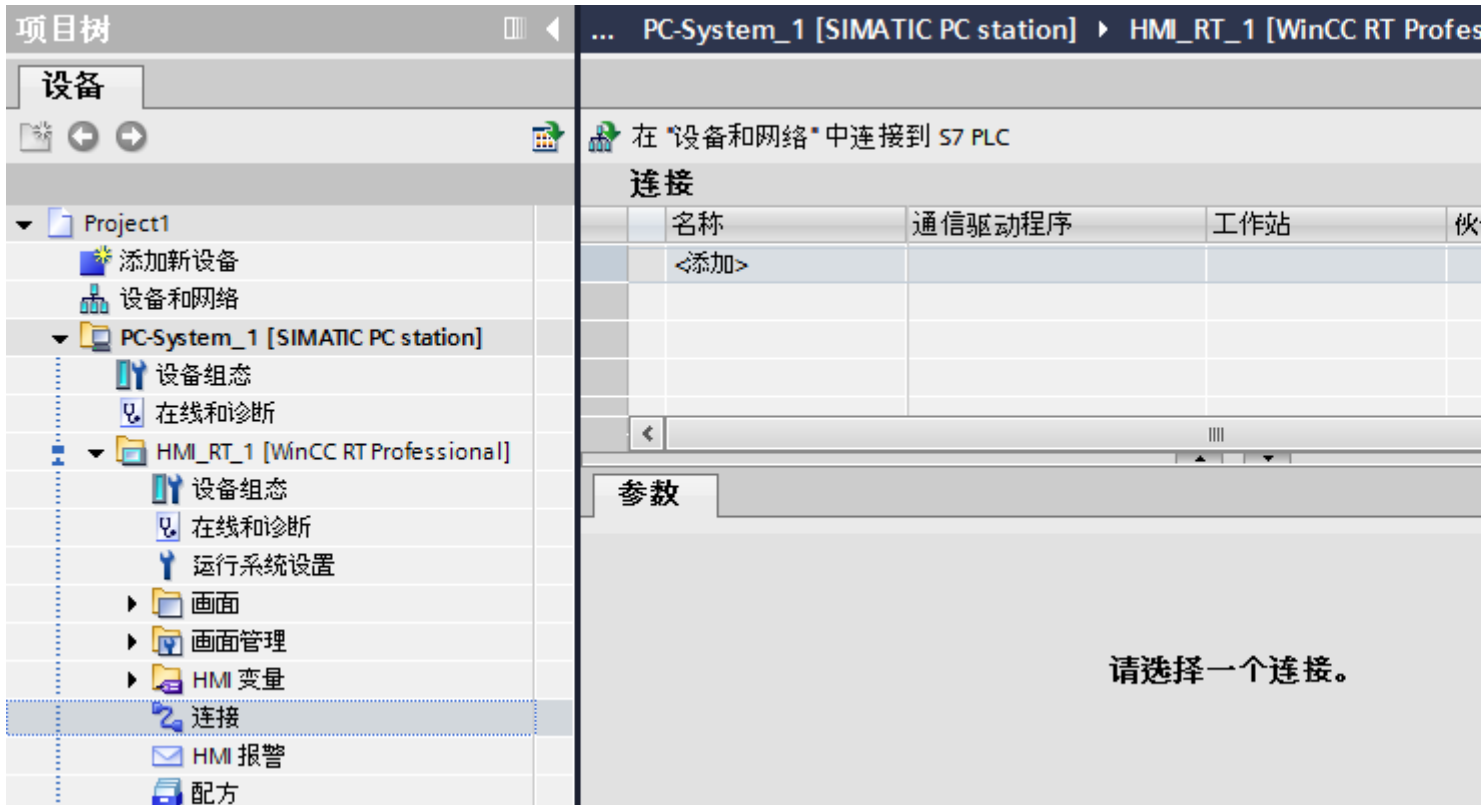 项目树
设备
Project1
添加新设备
设备和网络
PC-System_1 [SIMATIC PC station]
设备组态
在线和诊断
HMI_RT_1 [WinCC RT Professional]
设备组态
在线和诊断
运行系统设置
画面
画面管理
HMI 变量
连接
HMI 报警
配方
... PC-System_1 [SIMATIC PC station] ▸ HMI_RT_1 [WinCC RT Profes
在 "设备和网络" 中连接到 S7 PLC
连接
名称 通信驱动程序 工作站 伙
<添加>
参数
请选择一个连接。